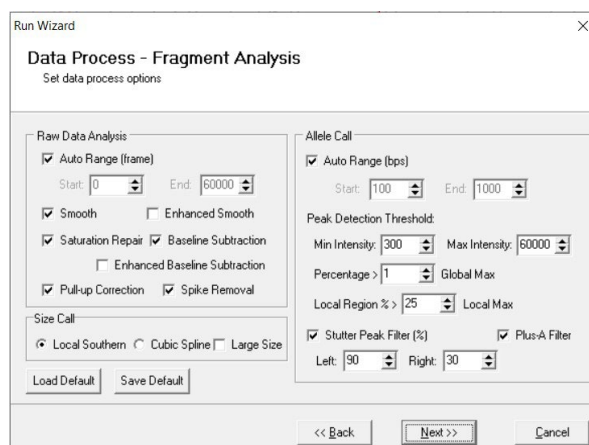 Run Wizard
Data Process - Fragment Analysis
Set data process options
Raw Data Analysis
Auto Range (frame)
Start: 0 End: 60000
Smooth Enhanced Smooth
Saturation Repair Baseline Subtraction
Enhanced Baseline Subtraction
Pull-up Correction Spike Removal
Size Call
Local Southern Cubic Spline Large Size
Load Default Save Default
Allele Call
Auto Range (bps)
Start: 100 End: 1000
Peak Detection Threshold:
Min Intensity: 300 Max Intensity: 60000
Percentage > 1 Global Max
Local Region % > 25 Local Max
Stutter Peak Filter (%) Plus-A Filter
Left: 90 Right: 30
<< Back Next >> Cancel